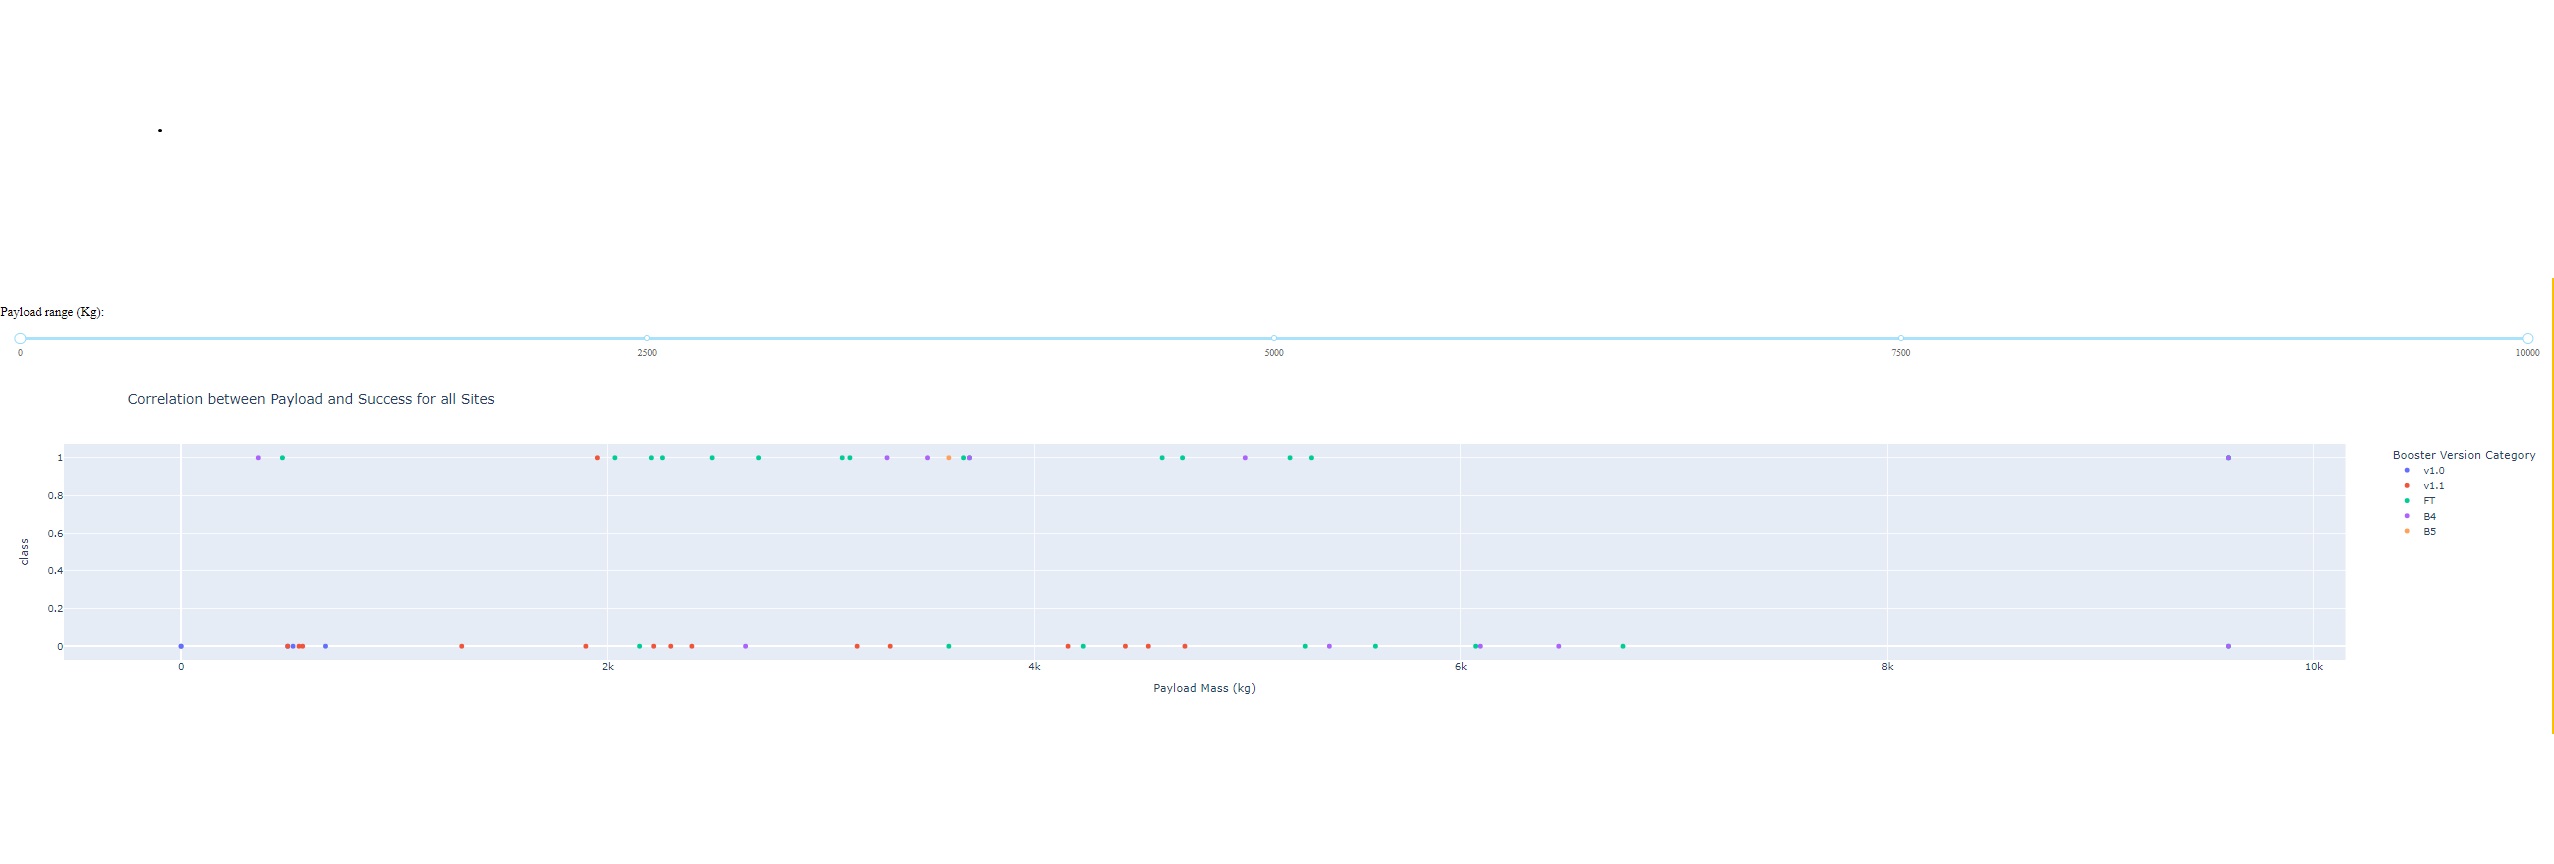 Payload range (Kg):
0 2500 5000 7500 10000
Correlation between Payload and Success for all Sites
1
0.8
0.6
0.4
0.2
0
class
0 2k 4k 6k 8k 10k
Payload Mass (kg)
Booster Version Category
v1.0
v1.1
FT
B4
B5